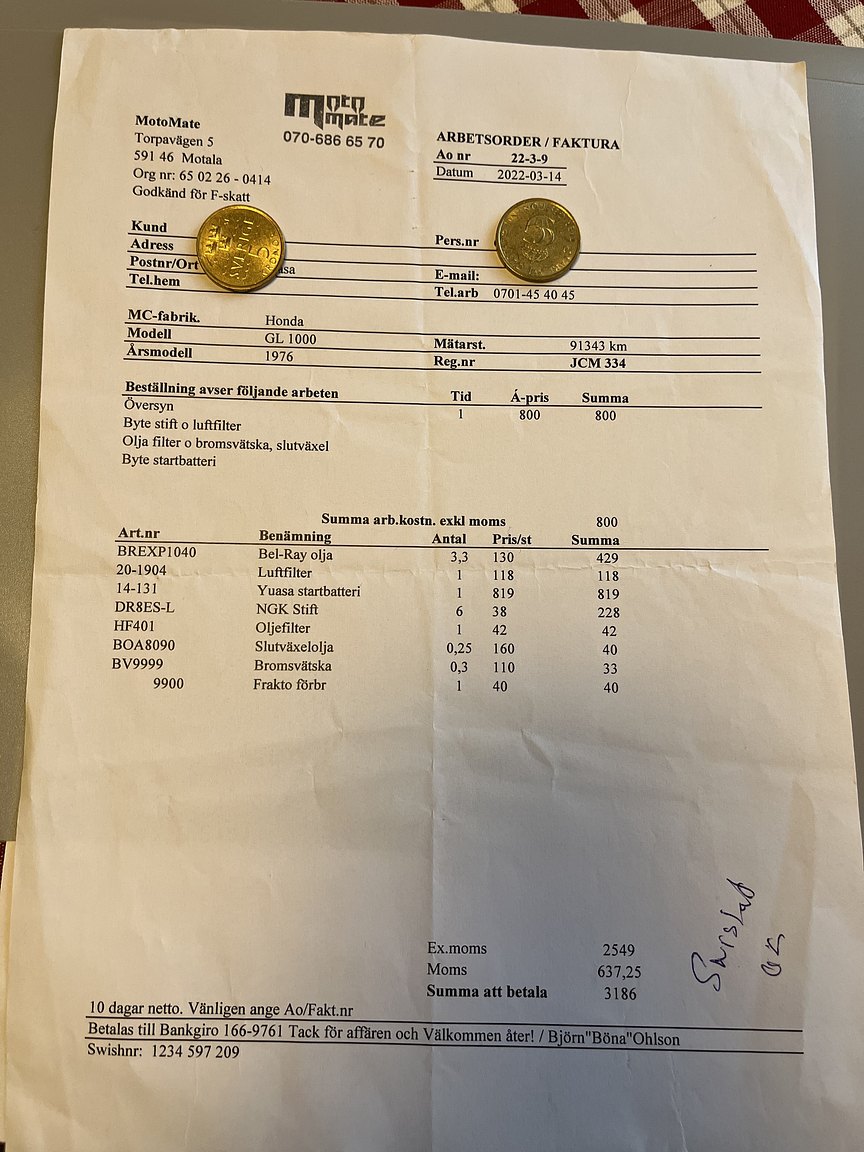 Moto
mate
070-686 65 70
MotoMate
Torpavägen 5
591 46 Motala
Org nr: 65 02 26 - 0414
Godkänd för F-skatt
ARBETSORDER / FAKTURA
Ao nr 22-3-9
Datum 2022-03-14
Kund
Adress Pers.nr
Postnr/Ort asa E-mail:
Tel.hem Tel.arb 0701-45 40 45
SVERIGE
5
KRONOR
5
MC-fabrik. Honda
Modell GL 1000 Mätarst. 91343 km
Årsmodell 1976 Reg.nr JCM 334
Beställning avser följande arbeten Tid Á-pris Summa
Översyn 1 800 800
Byte stift o luftfilter
Olja filter o bromsvätska, slutväxel
Byte startbatteri
Summa arb.kostn. exkl moms 800
Art.nr Benämning Antal Pris/st Summa
BREXP1040 Bel-Ray olja 3,3 130 429
20-1904 Luftfilter 1 118 118
14-131 Yuasa startbatteri 1 819 819
DR8ES-L NGK Stift 6 38 228
HF401 Oljefilter 1 42 42
BOA8090 Slutväxelolja 0,25 160 40
BV9999 Bromsvätska 0,3 110 33
9900 Frakto förbr 1 40 40
Ex.moms 2549
Moms 637,25
Summa att betala 3186
10 dagar netto. Vänligen ange Ao/Fakt.nr
Betalas till Bankgiro 166-9761 Tack för affären och Välkommen åter! / Björn"Böna"Ohlson
Swishnr: 1234 597 209